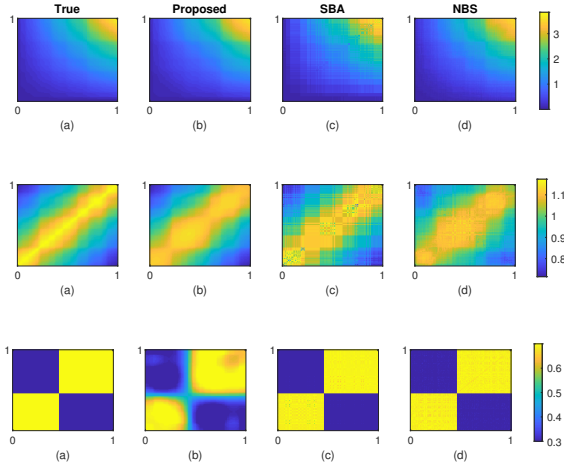 True Proposed SBA NBS
1 1 1 1
3
2
1
0 1 0 1 0 1 0 1
(a) (b) (c) (d)
1 1 1 1
1.1
1
0.9
0.8
0 1 0 1 0 1 0 1
(a) (b) (c) (d)
1 1 1 1
0.6
0.5
0.4
0.3
0 1 0 1 0 1 0 1
(a) (b) (c) (d)